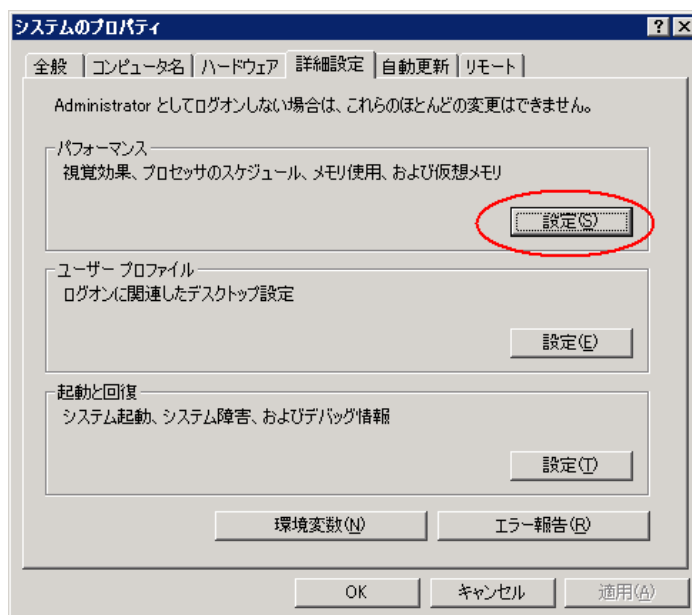 システムのプロパティ
全般 コンピュータ名 ハードウェア 詳細設定 自動更新 リモート
Administrator としてログオンしない場合は、これらのほとんどの変更はできません。
パフォーマンス
視覚効果、プロセッサのスケジュール、メモリ使用、および仮想メモリ
設定(S)
ユーザー プロファイル
ログオンに関連したデスクトップ設定
設定(E)
起動と回復
システム起動、システム障害、およびデバッグ情報
設定(T)
環境変数(N) エラー報告(R)
OK キャンセル 適用(A)